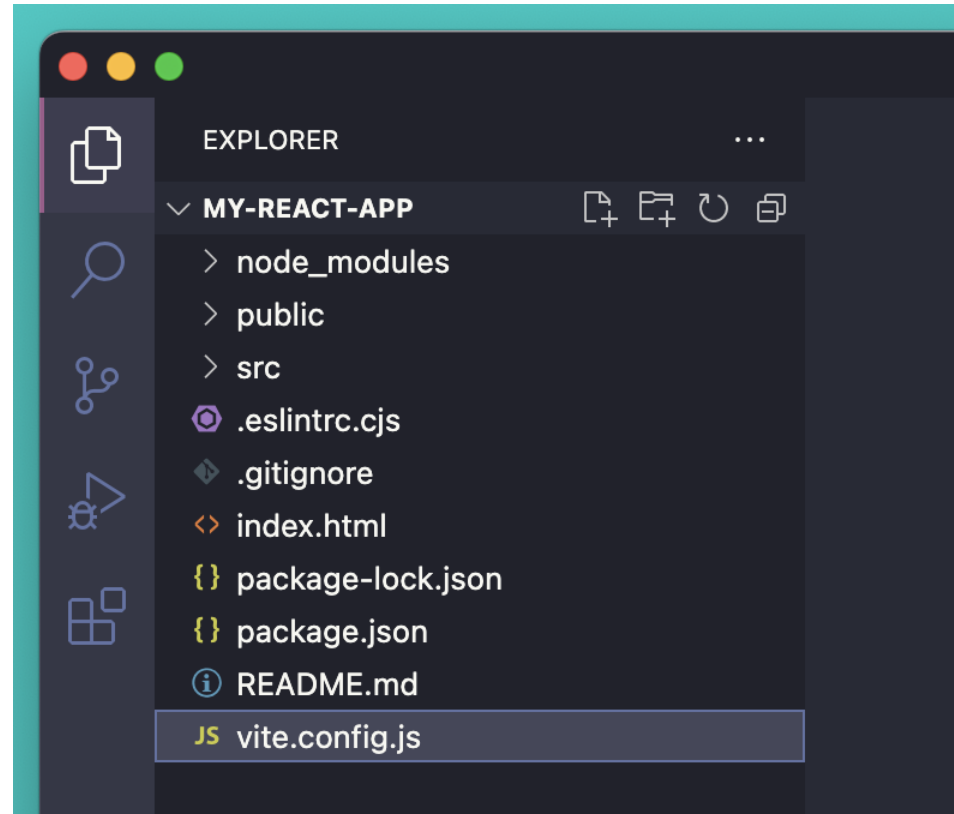 EXPLORER
MY-REACT-APP
node_modules
public
src
.eslintrc.cjs
.gitignore
index.html
{} package-lock.json
{} package.json
README.md
JS vite.config.js